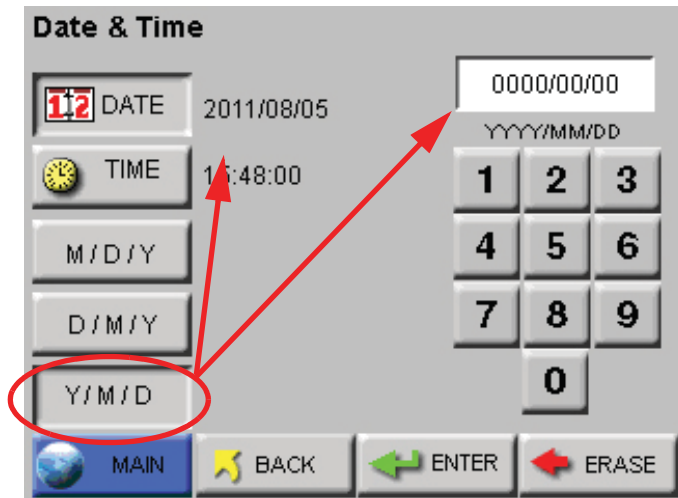 Date & Time
DATE
2011/08/05
0000/00/00
YYYY/MM/DD
TIME
15:48:00
1 2 3
M/D/Y
4 5 6
D/M/Y
7 8 9
Y/M/D
0
MAIN
BACK
ENTER
ERASE